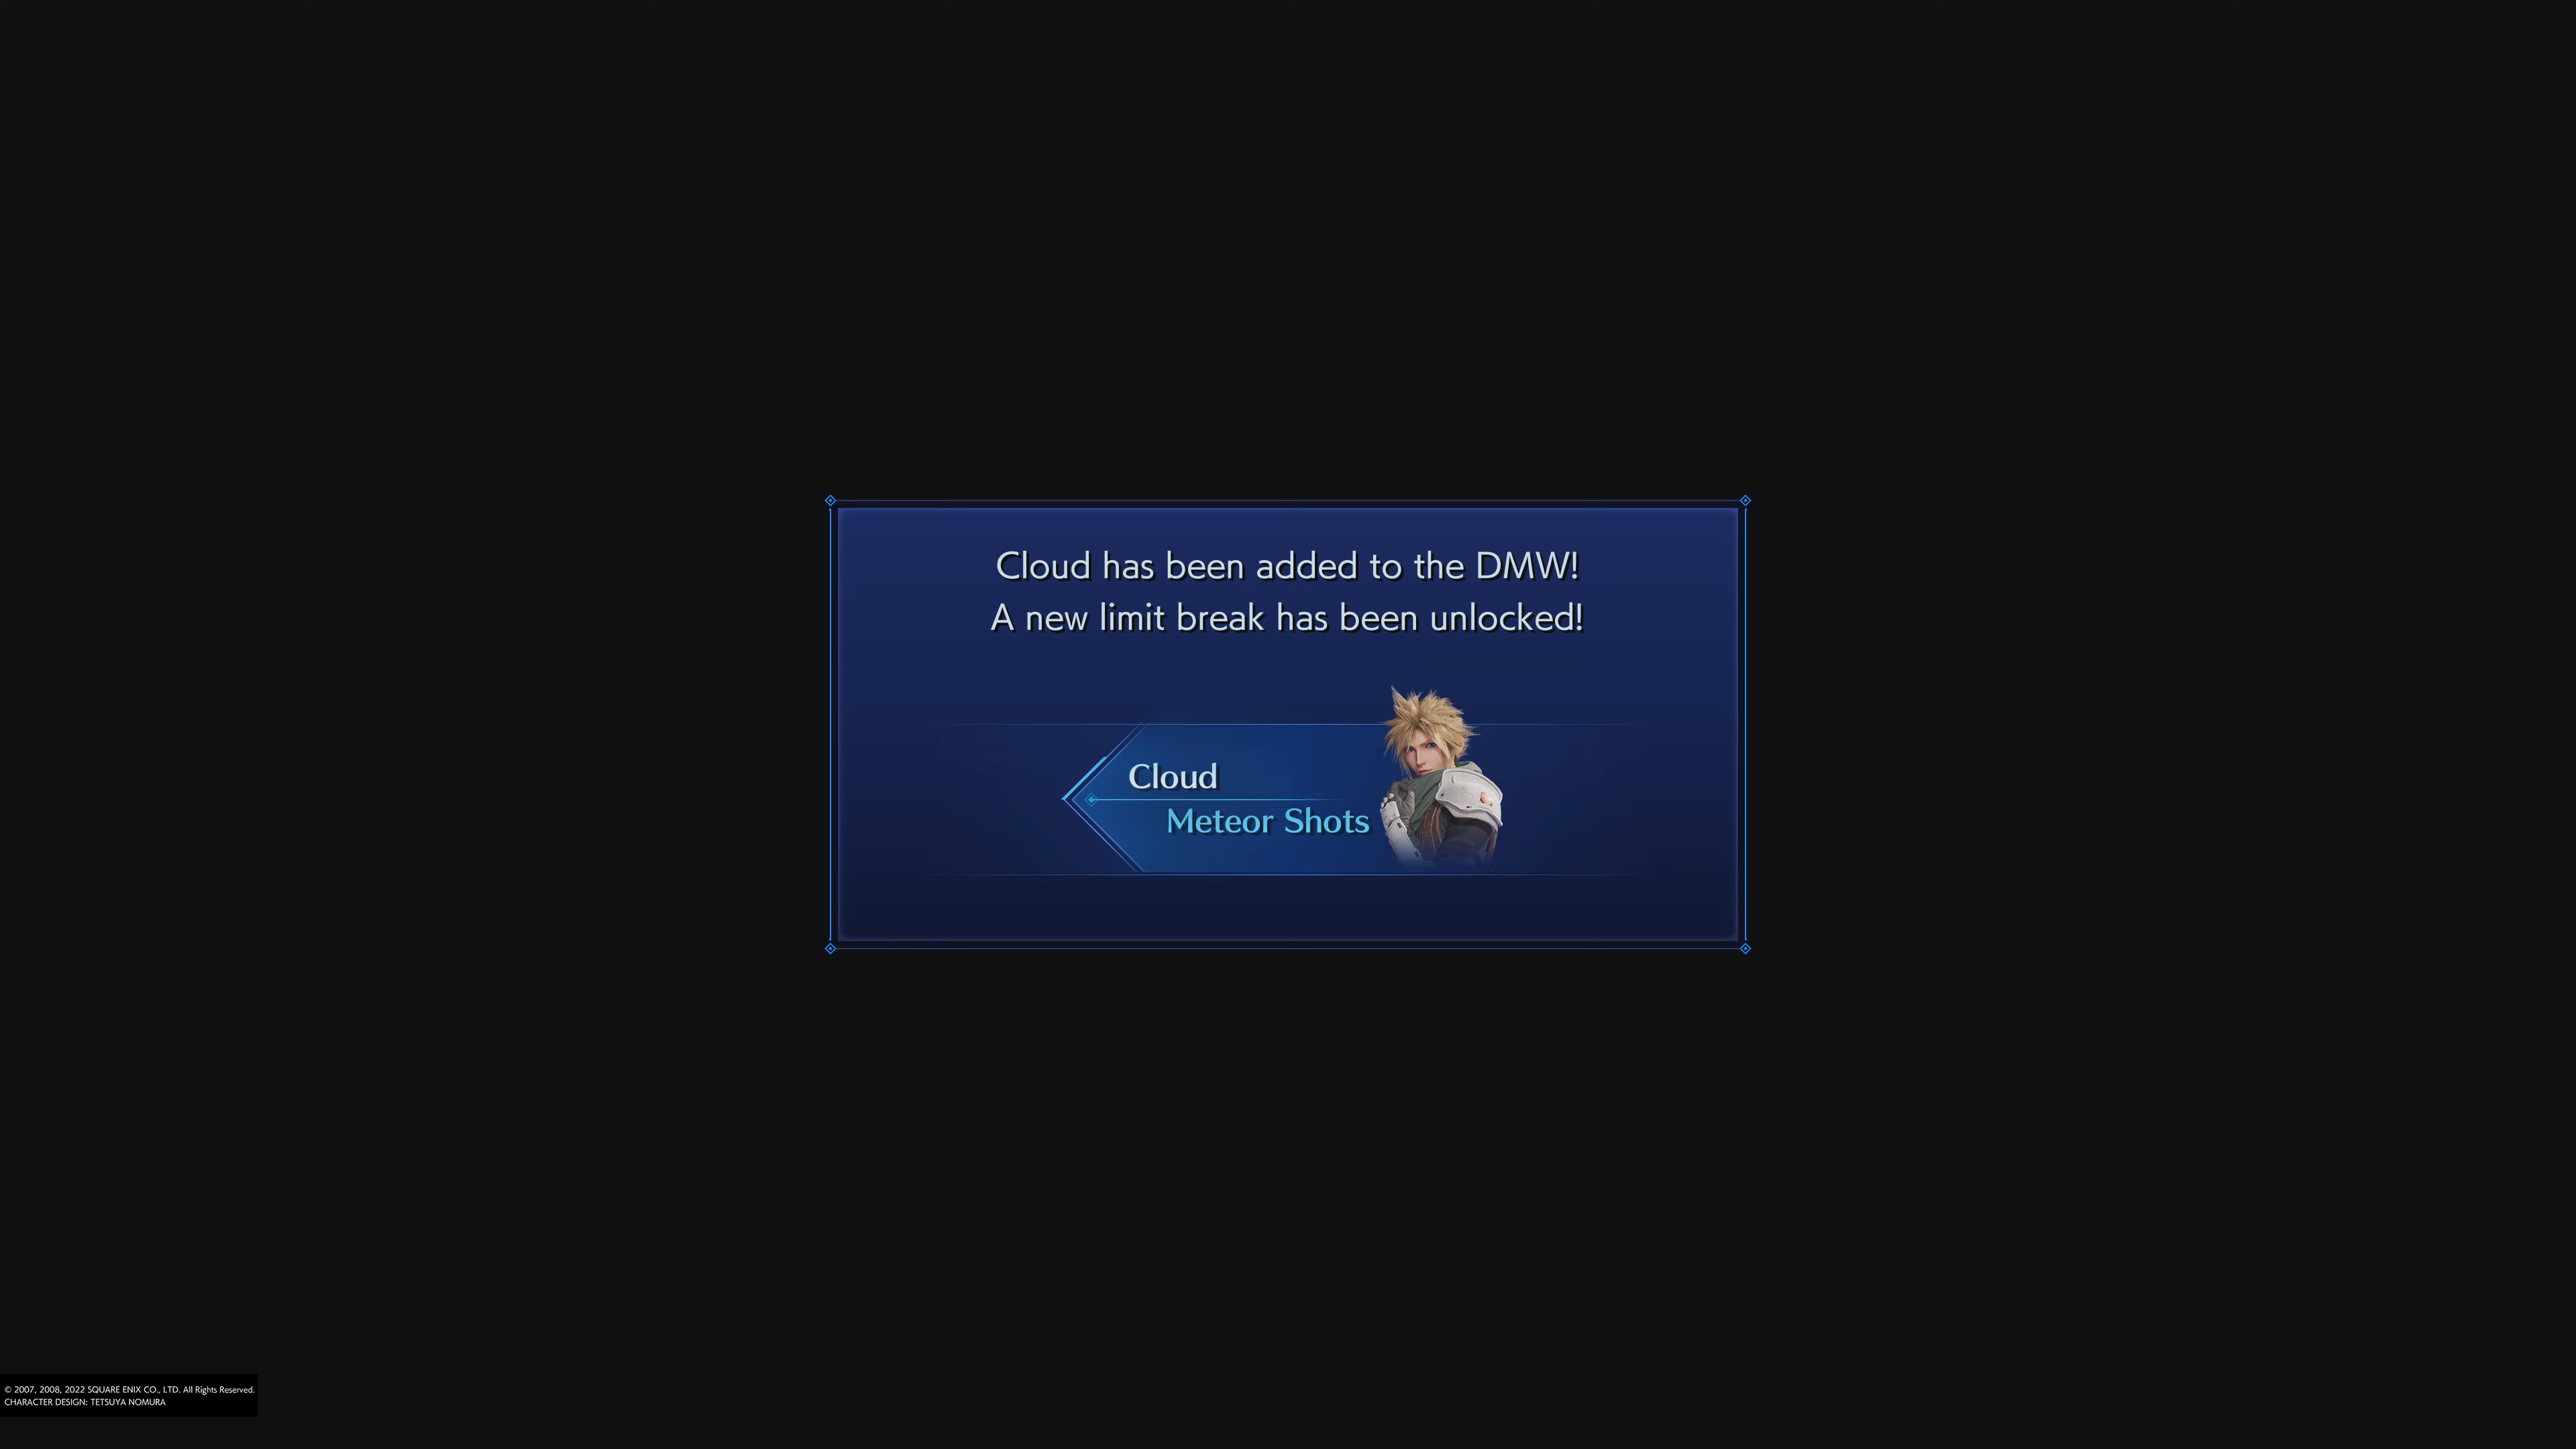 Cloud has been added to the DMW!
A new limit break has been unlocked!
Cloud
Meteor Shots
© 2007, 2008, 2022 SQUARE ENIX CO., LTD. All Rights Reserved.
CHARACTER DESIGN: TETSUYA NOMURA